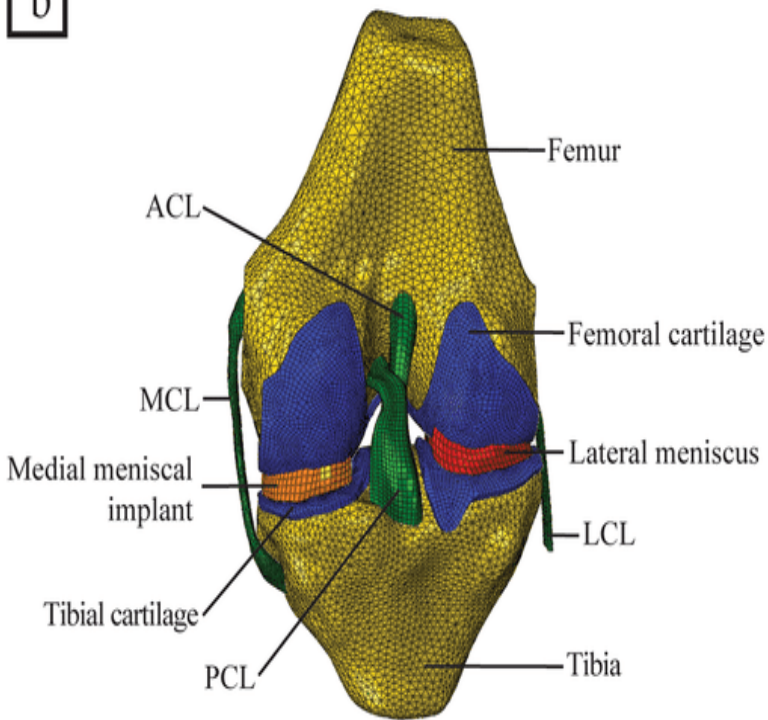 b
Femur
ACL
Femoral cartilage
MCL
Lateral meniscus
Medial meniscal
implant
LCL
Tibial cartilage
Tibia
PCL